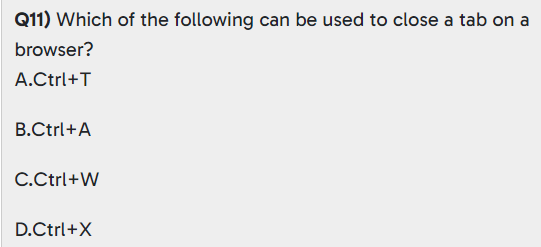 Q11) Which of the following can be used to close a tab on a
browser?
A.Ctrl+T
B.Ctrl+A
C.Ctrl+W
D.Ctrl+X